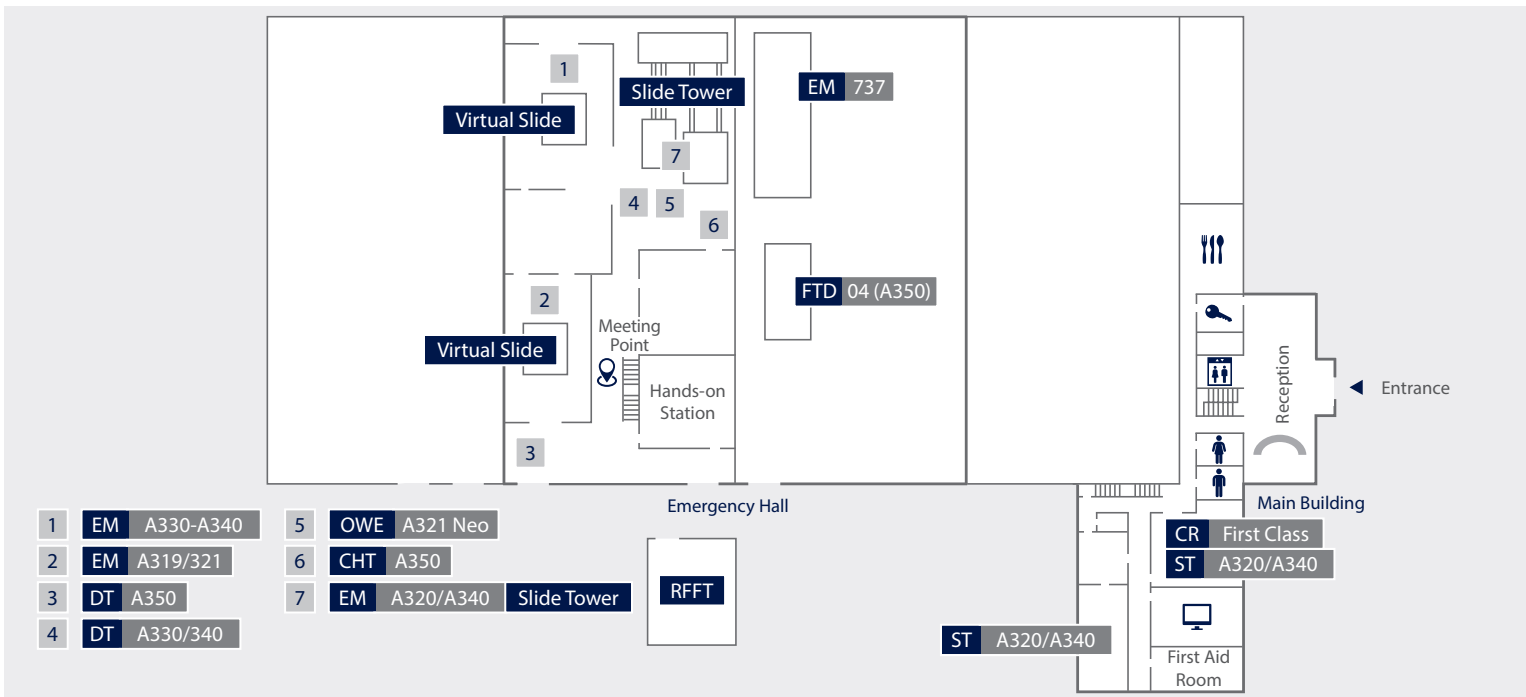 1
Virtual Slide
Slide Tower
7
EM 737
4
5
6
2
Virtual Slide
Meeting
Point
Hands-on
Station
3
FTD 04 (A350)
Reception
Entrance
Emergency Hall
Main Building
1 EM A330-A340
2 EM A319/321
3 DT A350
4 DT A330/340
5 OWE A321 Neo
6 CHT A350
7 EM A320/A340 Slide Tower
RFFT
CR First Class
ST A320/A340
ST A320/A340
First Aid
Room